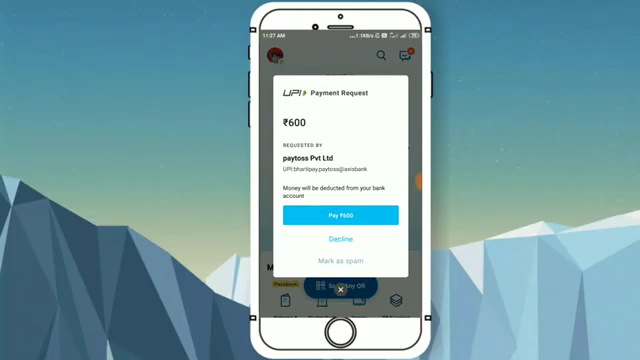 11:27 AM
UPI Payment Request
₹600
REQUESTED BY
paytoss Pvt Ltd
UPI:bhartipay.paytoss@axisbank
Money will be deducted from your bank
account
Pay ₹600
Decline
Mark as spam
Passbook